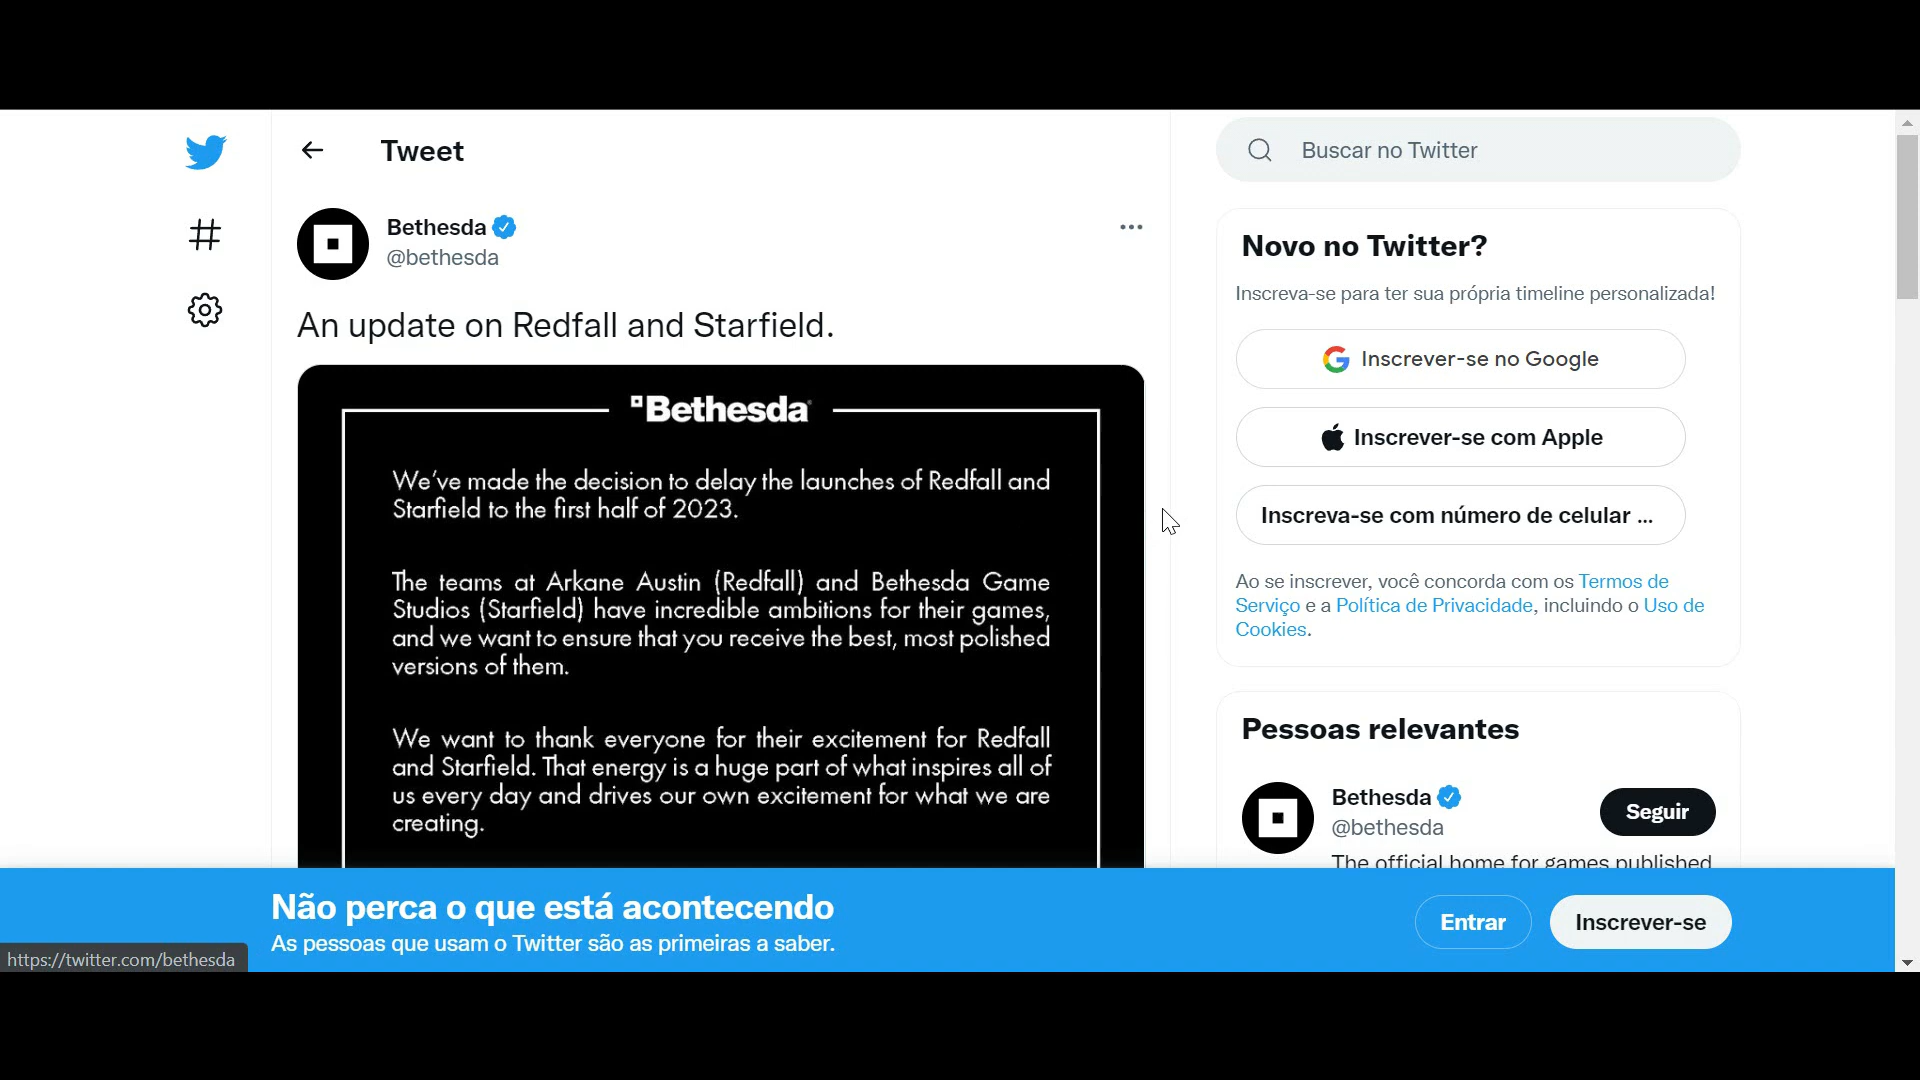 Tweet
Bethesda
@bethesda
An update on Redfall and Starfield.
Bethesda
We've made the decision to delay the launches of Redfall and
Starfield to the first half of 2023.
The teams at Arkane Austin (Redfall) and Bethesda Game
Studios (Starfield) have incredible ambitions for their games,
and we want to ensure that you receive the best, most polished
versions of them.
We want to thank everyone for their excitement for Redfall
and Starfield. That energy is a huge part of what inspires all of
us every day and drives our own excitement for what we are
creating.
Buscar no Twitter
Novo no Twitter?
Inscreva-se para ter sua própria timeline personalizada!
Inscrever-se no Google
Inscrever-se com Apple
Inscreva-se com número de celular ...
Ao se inscrever, você concorda com os Termos de
Serviço e a Política de Privacidade, incluindo o Uso de
Cookies.
Pessoas relevantes
Bethesda
@bethesda
Seguir
The official home for games published
Não perca o que está acontecendo
As pessoas que usam o Twitter são as primeiras a saber.
Entrar
Inscrever-se
https://twitter.com/bethesda